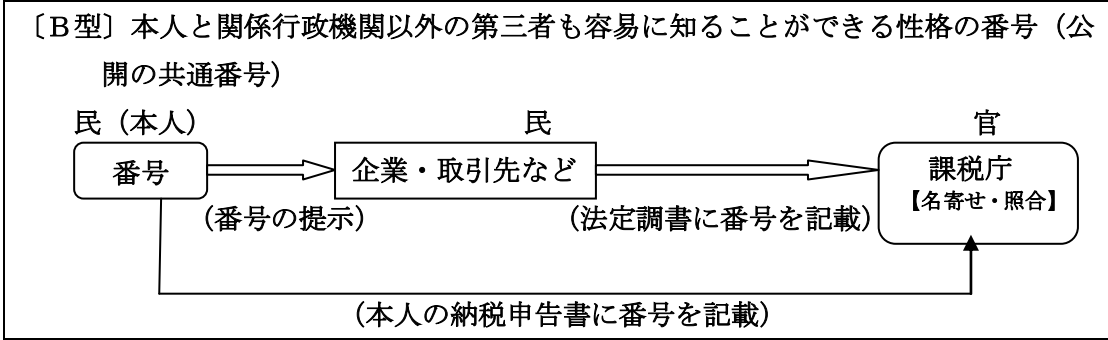 〔Ｂ型〕本人と関係行政機関以外の第三者も容易に知ることができる性格の番号（公
開の共通番号）
民（本人） 民 官
番号 企業・取引先など 課税庁
【名寄せ・照合】
（番号の提示） （法定調書に番号を記載）
（本人の納税申告書に番号を記載）